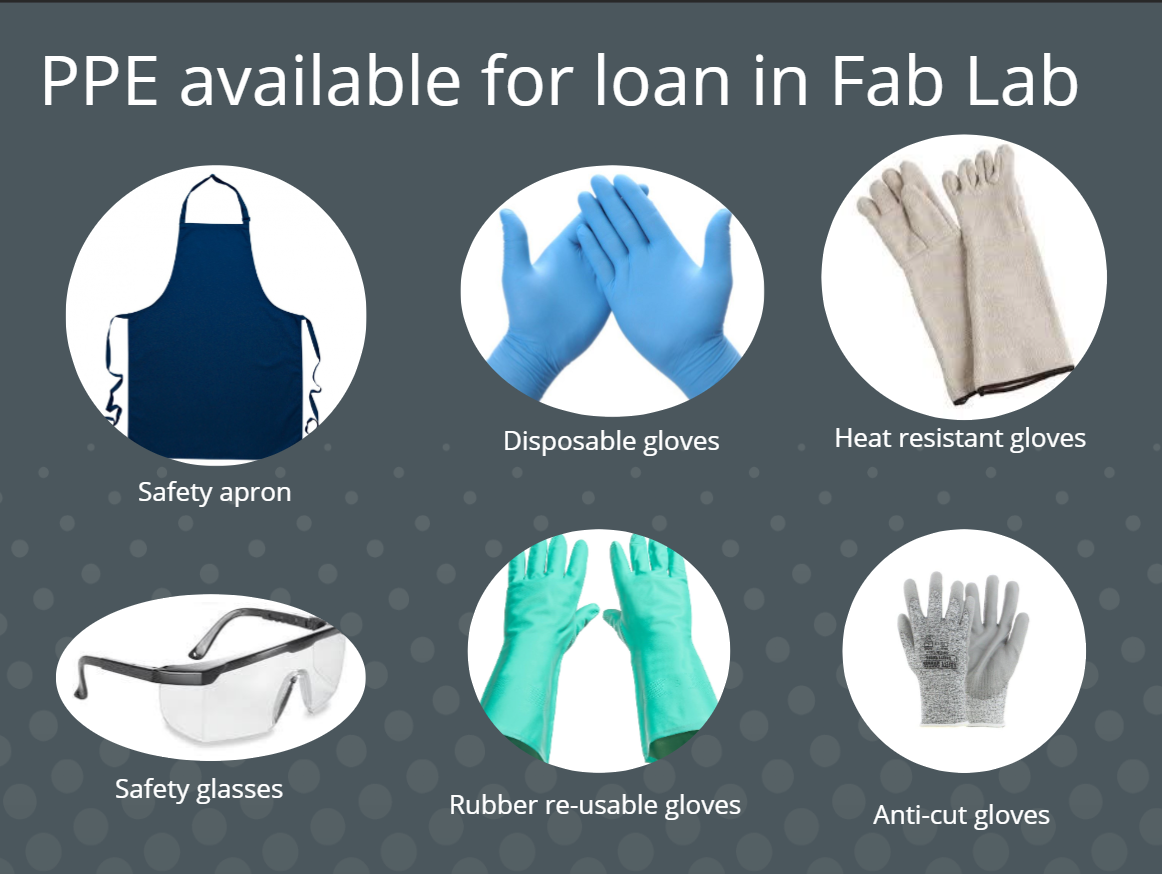 PPE available for loan in Fab Lab
Safety apron
Disposable gloves
Heat resistant gloves
Safety glasses
Rubber re-usable gloves
Anti-cut gloves